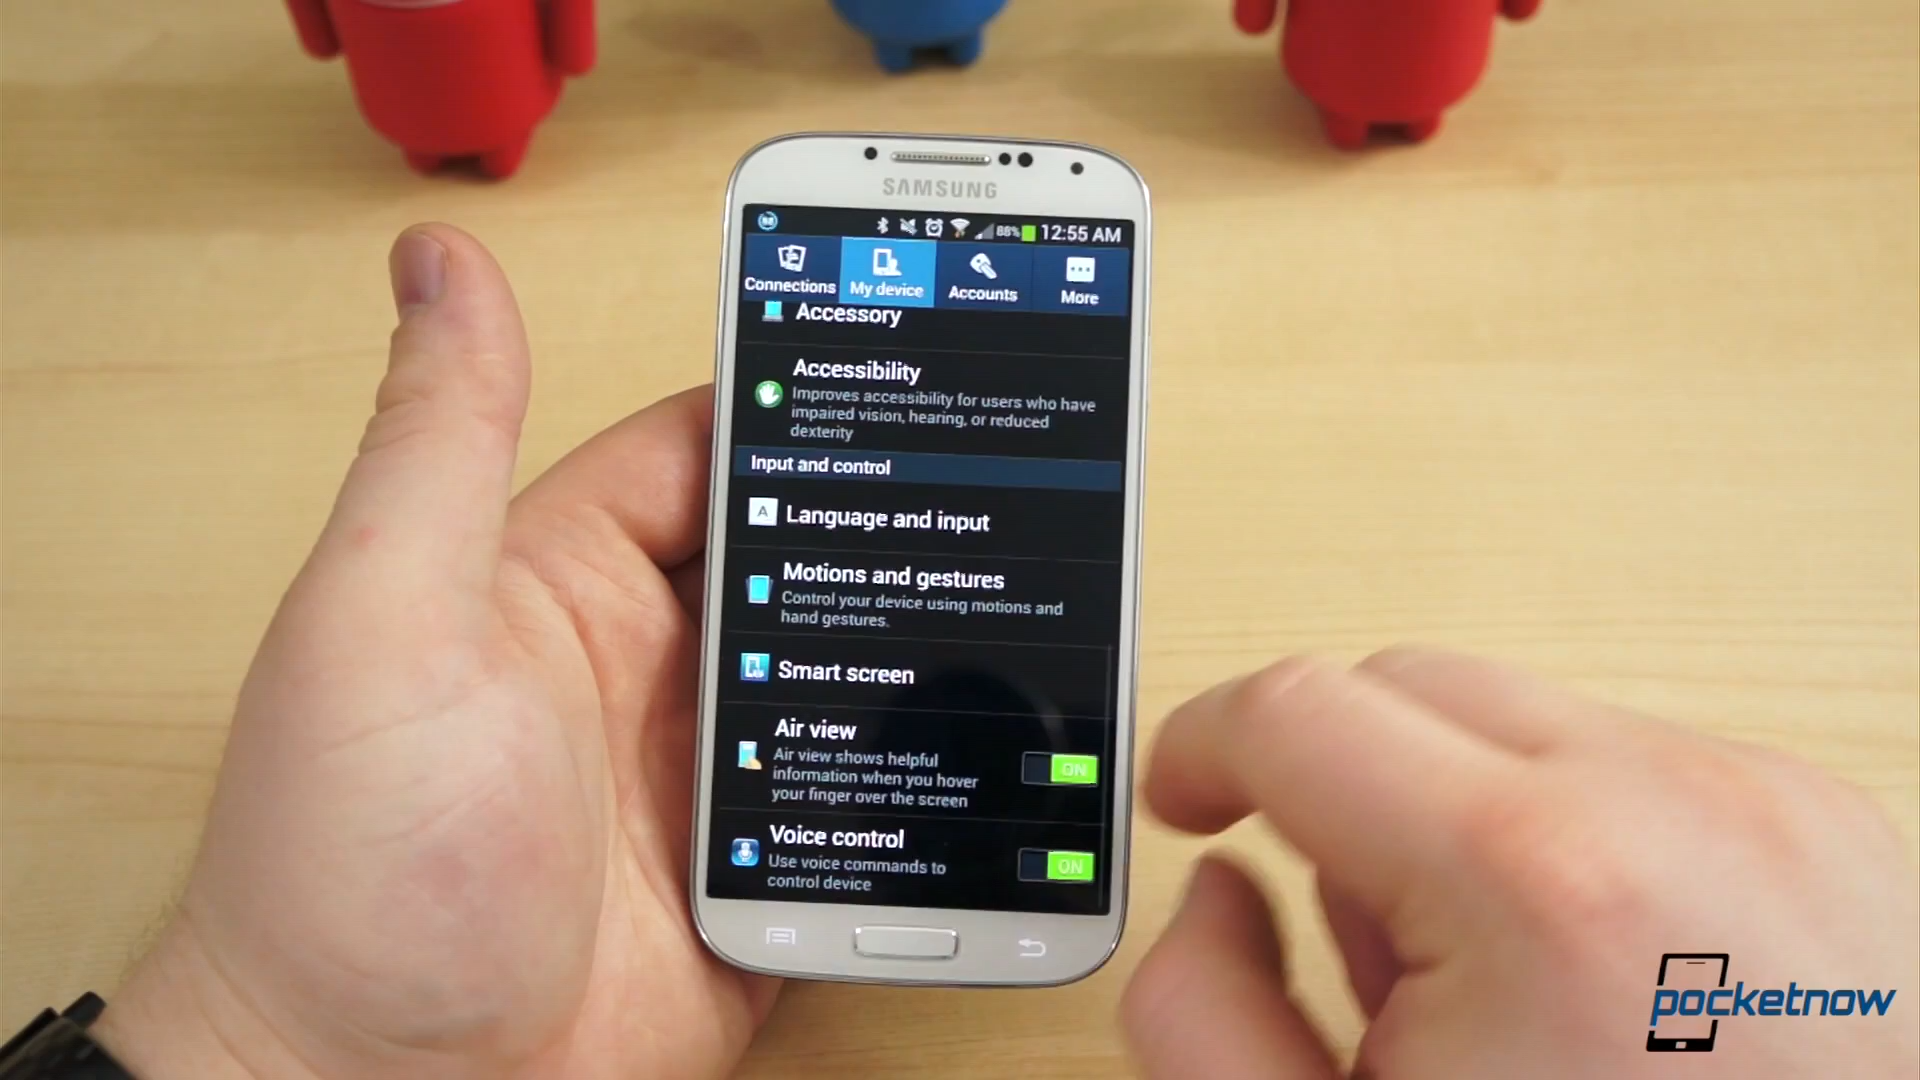 SAMSUNG
88% 12:55 AM
Connections My device Accounts More
Accessory
Accessibility
Improves accessibility for users who have
impaired vision, hearing, or reduced
dexterity
Input and control
A Language and input
Motions and gestures
Control your device using motions and
hand gestures.
Smart screen
Air view
Air view shows helpful
information when you hover
your finger over the screen
ON
Voice control
Use voice commands to
control device
ON
pocketnow